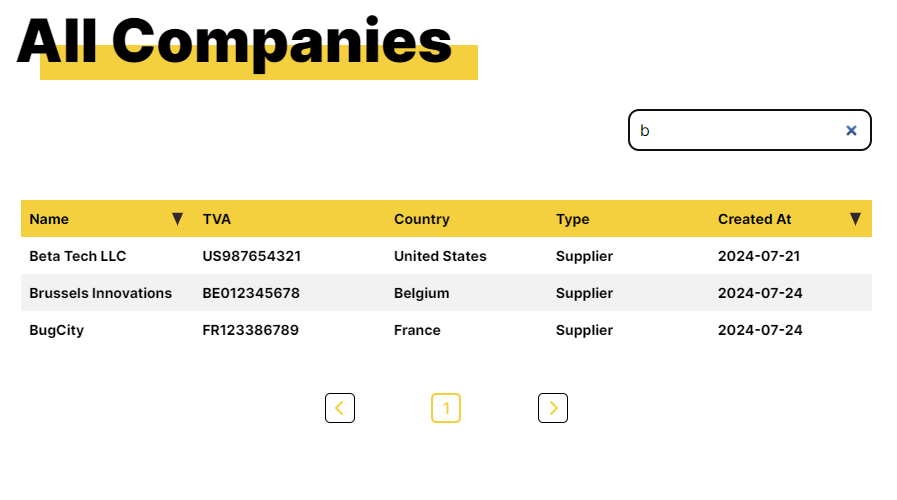 All Companies
b
Name TVA Country Type Created At
Beta Tech LLC US987654321 United States Supplier 2024-07-21
Brussels Innovations BE012345678 Belgium Supplier 2024-07-24
BugCity FR123386789 France Supplier 2024-07-24
1